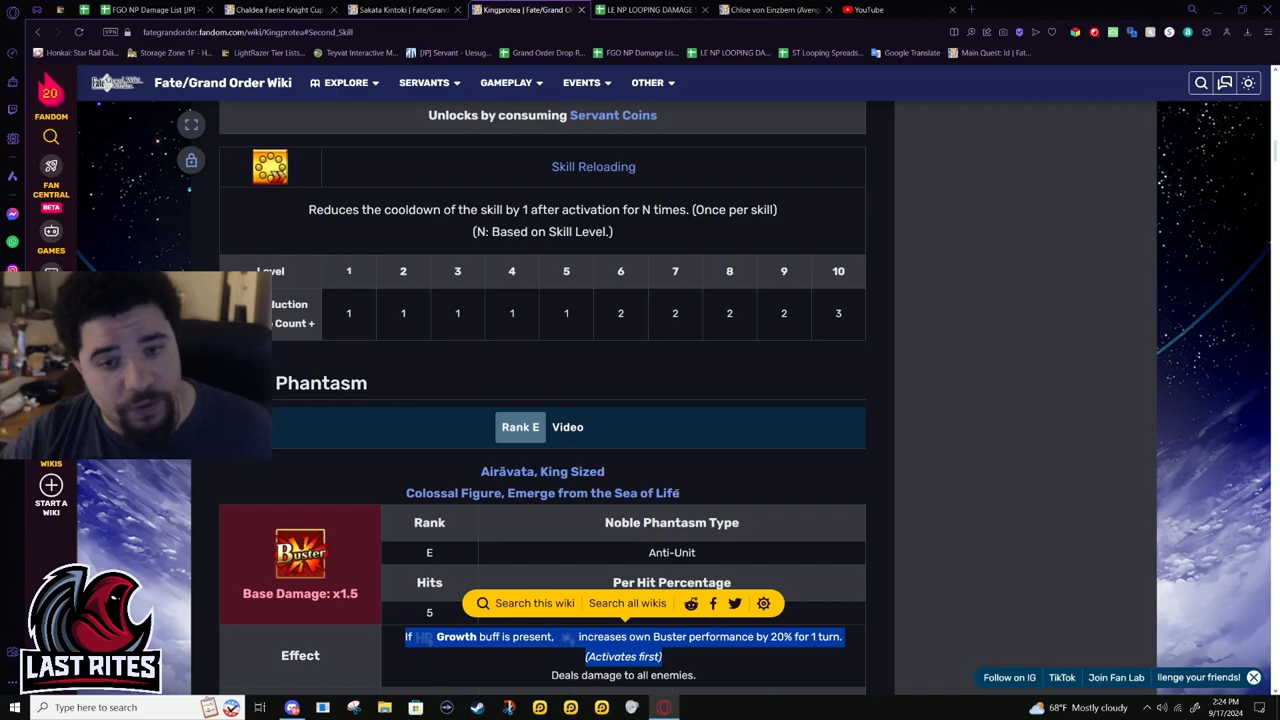 FGO NP Damage List [JP] -
Chaldea Faerie Knight Cup
Sakata Kintoki | Fate/Grand
Kingprotea | Fate/Grand Or
LE NP LOOPING DAMAGE
Chloe von Einzbern (Aveng
YouTube
VPN fategrandorder.fandom.com/wiki/Kingprotea#Second_Skill
Honkai: Star Rail Dai... Storage Zone 1F - H... LightRazer Tier Lists... Teyvat Interactive M... [JP] Servant - Uesug... Grand Order Drop R... FGO NP Damage Lis... LE NP LOOPING DA... ST Looping Spreads... Google Translate Main Quest: Id | Fat...
20
FANDOM
FAN CENTRAL
BETA
GAMES
WIKIS
START A WIKI
Fate/Grand Order Wiki EXPLORE SERVANTS GAMEPLAY EVENTS OTHER
Unlocks by consuming Servant Coins
Skill Reloading
Reduces the cooldown of the skill by 1 after activation for N times. (Once per skill)
(N: Based on Skill Level.)
1 2 3 4 5 6 7 8 9 10
Count +
1 1 1 1 1 2 2 2 2 3
Phantasm
Rank E Video
Airāvata, King Sized
Colossal Figure, Emerge from the Sea of Life
Rank Noble Phantasm Type
Buster
E Anti-Unit
Base Damage: x1.5
Hits Per Hit Percentage
Search this wiki Search all wikis
5
If Growth buff is present, increases own Buster performance by 20% for 1 turn.
(Activates first)
Effect
Deals damage to all enemies.
LAST RITES
Follow on IG TikTok Join Fan Lab llenge your friends!
Type here to search
68°F Mostly cloudy
2:24 PM
9/17/2024